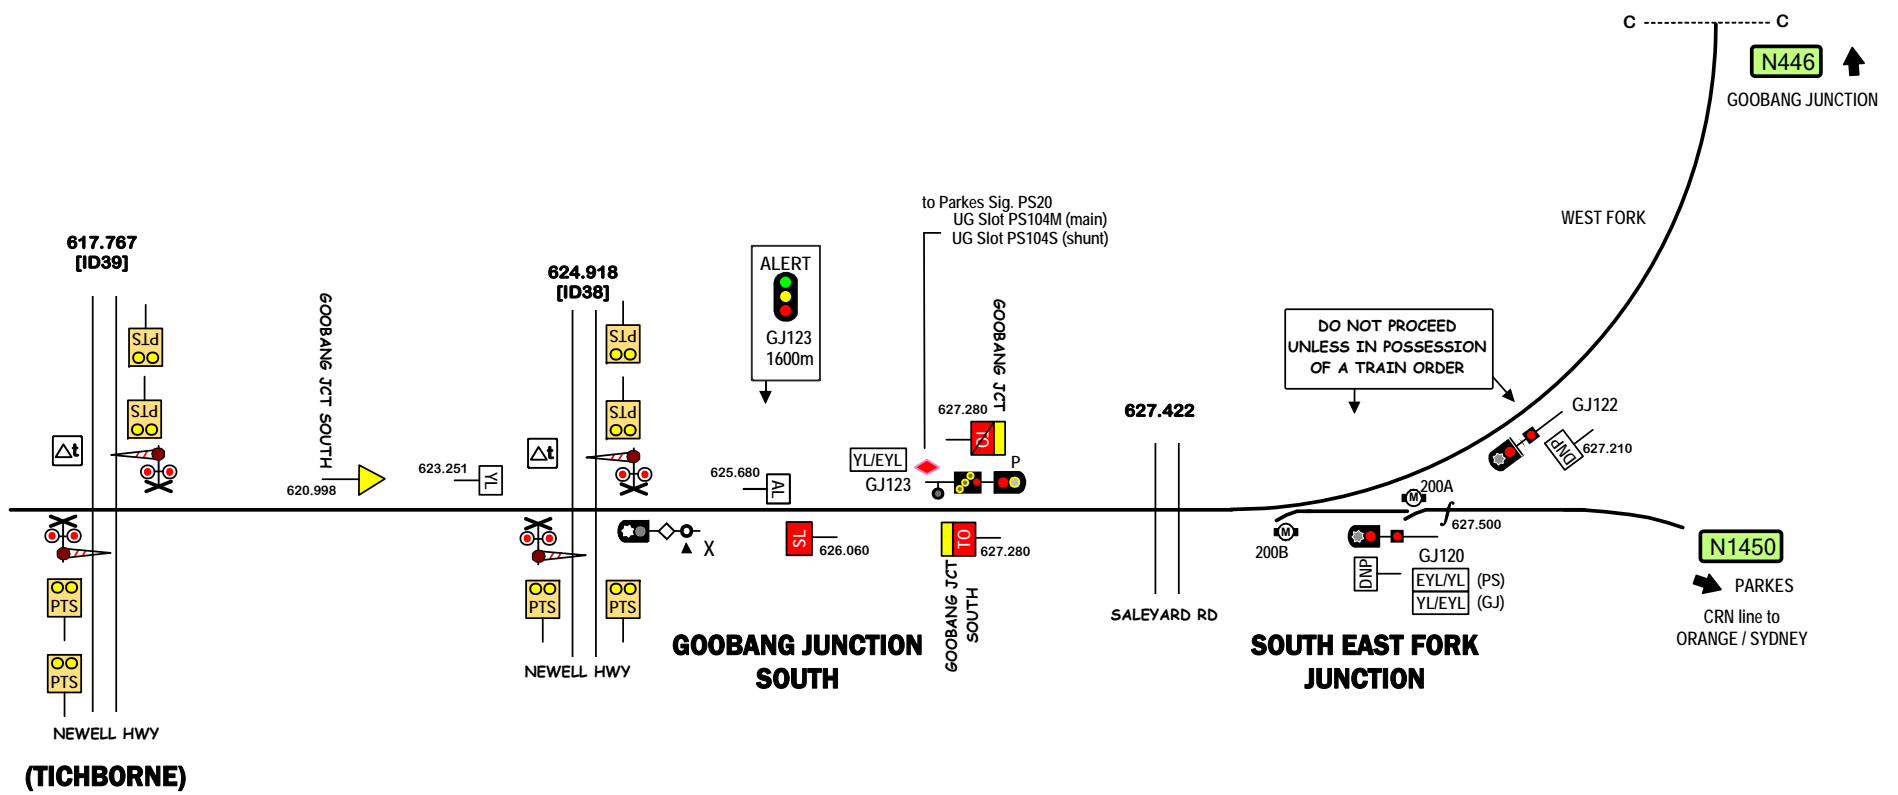 C C
N446
GOOBANG JUNCTION
WEST FORK
to Parkes Sig. PS20
UG Slot PS104M (main)
UG Slot PS104S (shunt)
617.767
[ID39]
PTS
PTS
Δt
GOOBANG JCT SOUTH
620.998
623.251
YL
624.918
[ID38]
PTS
PTS
Δt
ALERT
GJ123
1600m
625.680
AL
YL/EYL
GJ123
GOOBANG JCT
627.280
P
627.422
DO NOT PROCEED
UNLESS IN POSSESSION
OF A TRAIN ORDER
GJ122
DNP
627.210
M 200A
627.500
M
200B
GJ120
DNP
EYL/YL (PS)
YL/EYL (GJ)
N1450
PARKES
CRN line to
ORANGE / SYDNEY
X
SL
626.060
TO
627.280
GOOBANG JCT
SOUTH
SALEYARD RD
PTS
PTS
NEWELL HWY
PTS
PTS
NEWELL HWY
GOOBANG JUNCTION
SOUTH
SOUTH EAST FORK
JUNCTION
(TICHBORNE)